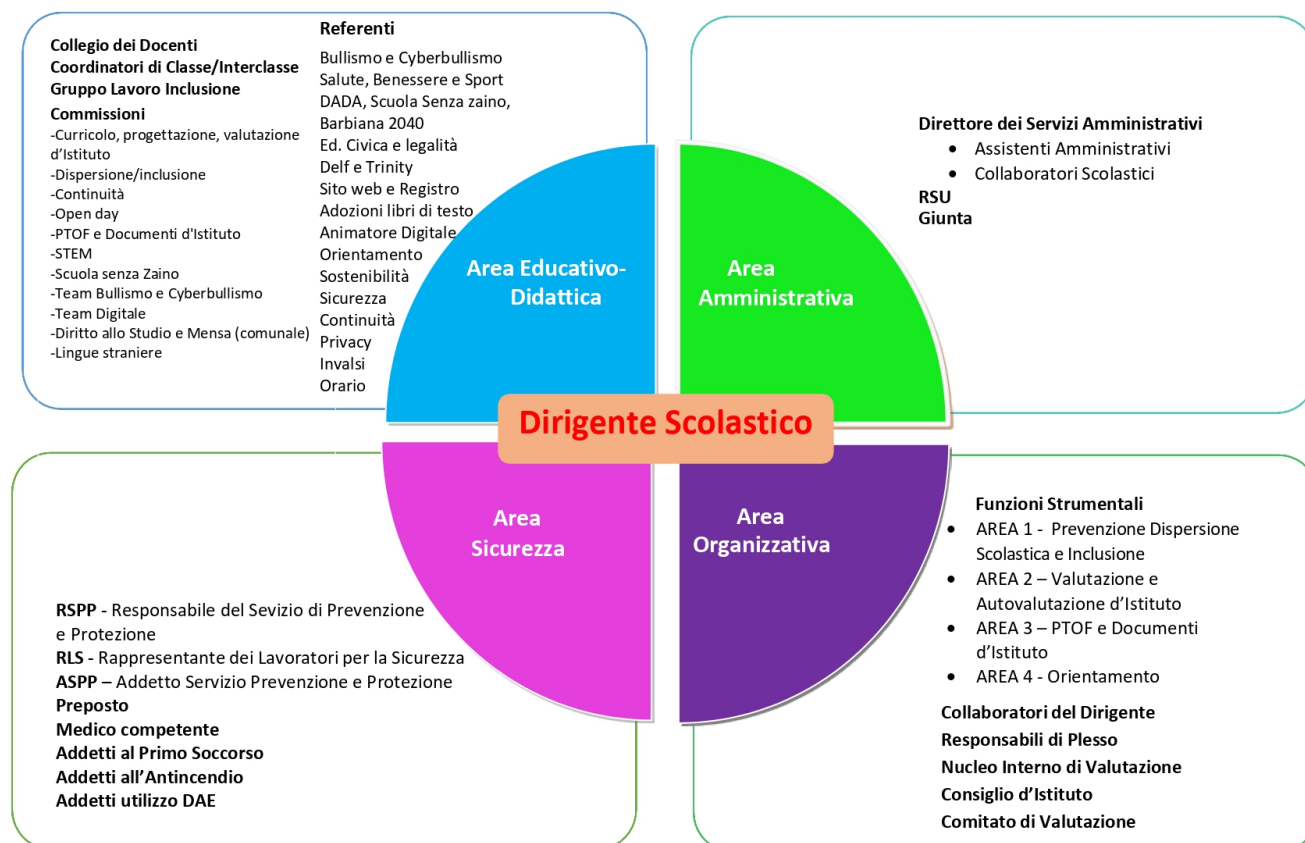 Collegio dei Docenti
Coordinatori di Classe/Interclasse
Gruppo Lavoro Inclusione
Commissioni
-Curricolo, progettazione, valutazione
d’Istituto
-Dispersione/inclusione
-Continuità
-Open day
-PTOF e Documenti d'Istituto
-STEM
-Scuola senza Zaino
-Team Bullismo e Cyberbullismo
-Team Digitale
-Diritto allo Studio e Mensa (comunale)
-Lingue straniere
Referenti
Bullismo e Cyberbullismo
Salute, Benessere e Sport
DADA, Scuola Senza zaino,
Barbiana 2040
Ed. Civica e legalità
Delf e Trinity
Sito web e Registro
Adozioni libri di testo
Animatore Digitale
Orientamento
Sostenibilità
Sicurezza
Continuità
Privacy
Invalsi
Orario
Area Educativo-
Didattica
Area
Amministrativa
Direttore dei Servizi Amministrativi
• Assistenti Amministrativi
• Collaboratori Scolastici
RSU
Giunta
Dirigente Scolastico
Area
Sicurezza
RSPP - Responsabile del Sevizio di Prevenzione
e Protezione
RLS - Rappresentante dei Lavoratori per la Sicurezza
ASPP – Addetto Servizio Prevenzione e Protezione
Preposto
Medico competente
Addetti al Primo Soccorso
Addetti all’Antincendio
Addetti utilizzo DAE
Area
Organizzativa
Funzioni Strumentali
• AREA 1 - Prevenzione Dispersione
Scolastica e Inclusione
• AREA 2 – Valutazione e
Autovalutazione d’Istituto
• AREA 3 – PTOF e Documenti
d’Istituto
• AREA 4 - Orientamento
Collaboratori del Dirigente
Responsabili di Plesso
Nucleo Interno di Valutazione
Consiglio d’Istituto
Comitato di Valutazione